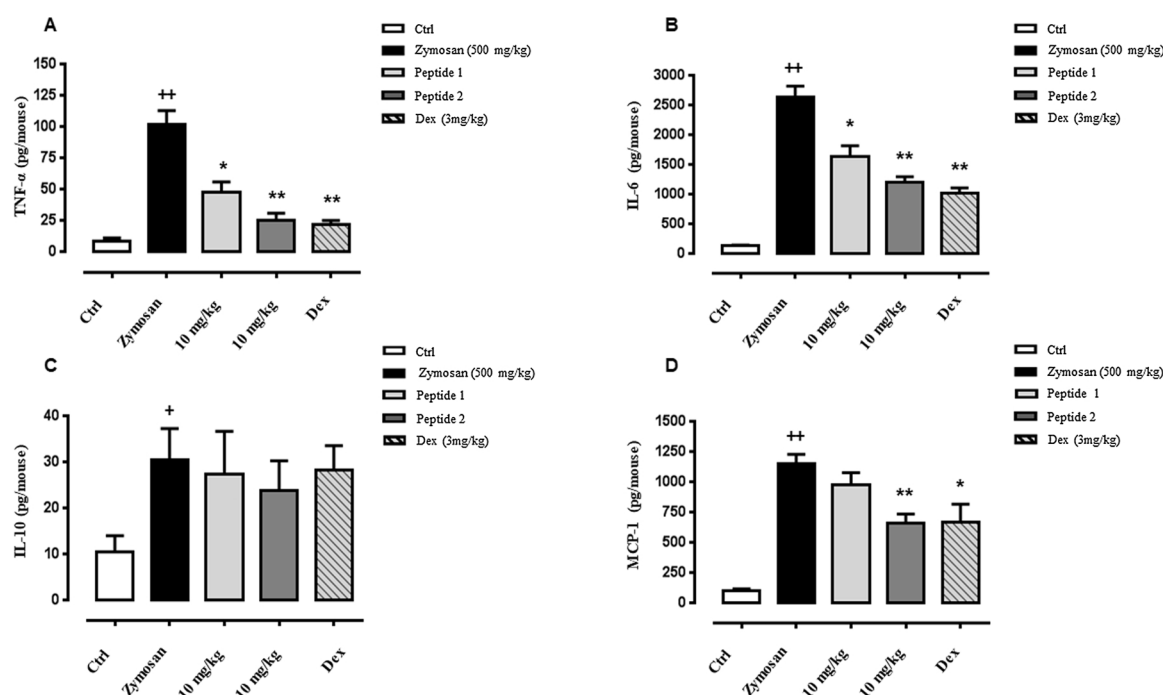 A
Ctrl
Zymosan (500 mg/kg)
Peptide 1
Peptide 2
Dex (3mg/kg)
TNF-α (pg/mouse)
150
125
100
75
50
25
0
++
*
**
**
Ctrl
Zymosan
10 mg/kg
10 mg/kg
Dex
B
Ctrl
Zymosan (500 mg/kg)
Peptide 1
Peptide 2
Dex (3mg/kg)
IL-6 (pg/mouse)
3000
2500
2000
1500
1000
500
0
++
*
**
**
Ctrl
Zymosan
10 mg/kg
10 mg/kg
Dex
C
Ctrl
Zymosan (500 mg/kg)
Peptide 1
Peptide 2
Dex (3mg/kg)
IL-10 (pg/mouse)
40
30
20
10
0
+
Ctrl
Zymosan
10 mg/kg
10 mg/kg
Dex
D
Ctrl
Zymosan (500 mg/kg)
Peptide 1
Peptide 2
Dex (3mg/kg)
MCP-1 (pg/mouse)
1500
1250
1000
750
500
250
0
++
**
*
Ctrl
Zymosan
10 mg/kg
10 mg/kg
Dex